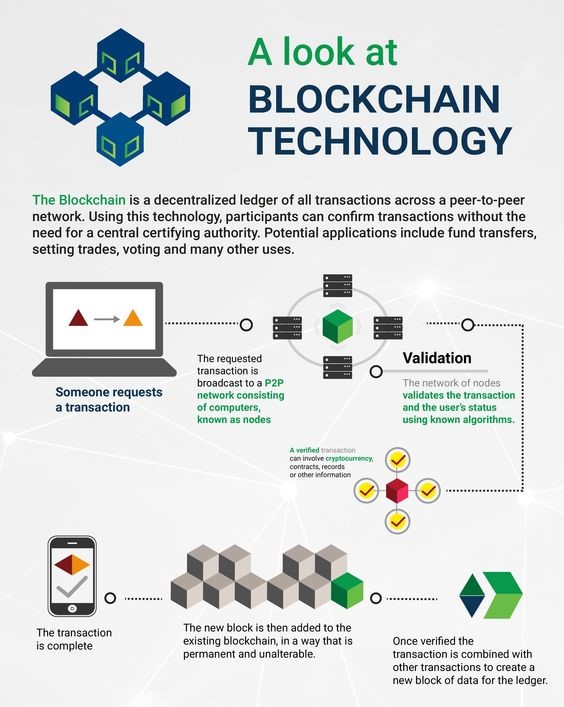 A look at
BLOCKCHAIN
TECHNOLOGY
The Blockchain is a decentralized ledger of all transactions across a peer-to-peer
network. Using this technology, participants can confirm transactions without the
need for a central certifying authority. Potential applications include fund transfers,
setting trades, voting and many other uses.
Someone requests
a transaction
The requested
transaction is
broadcast to a P2P
network consisting
of computers,
known as nodes
Validation
The network of nodes
validates the transaction
and the user's status
using known algorithms.
A verified transaction
can involve cryptocurrency,
contracts, records
or other information
Once verified the
transaction is combined with
other transactions to create a
new block of data for the ledger.
The new block is then added to the
existing blockchain, in a way that is
permanent and unalterable.
The transaction
is complete